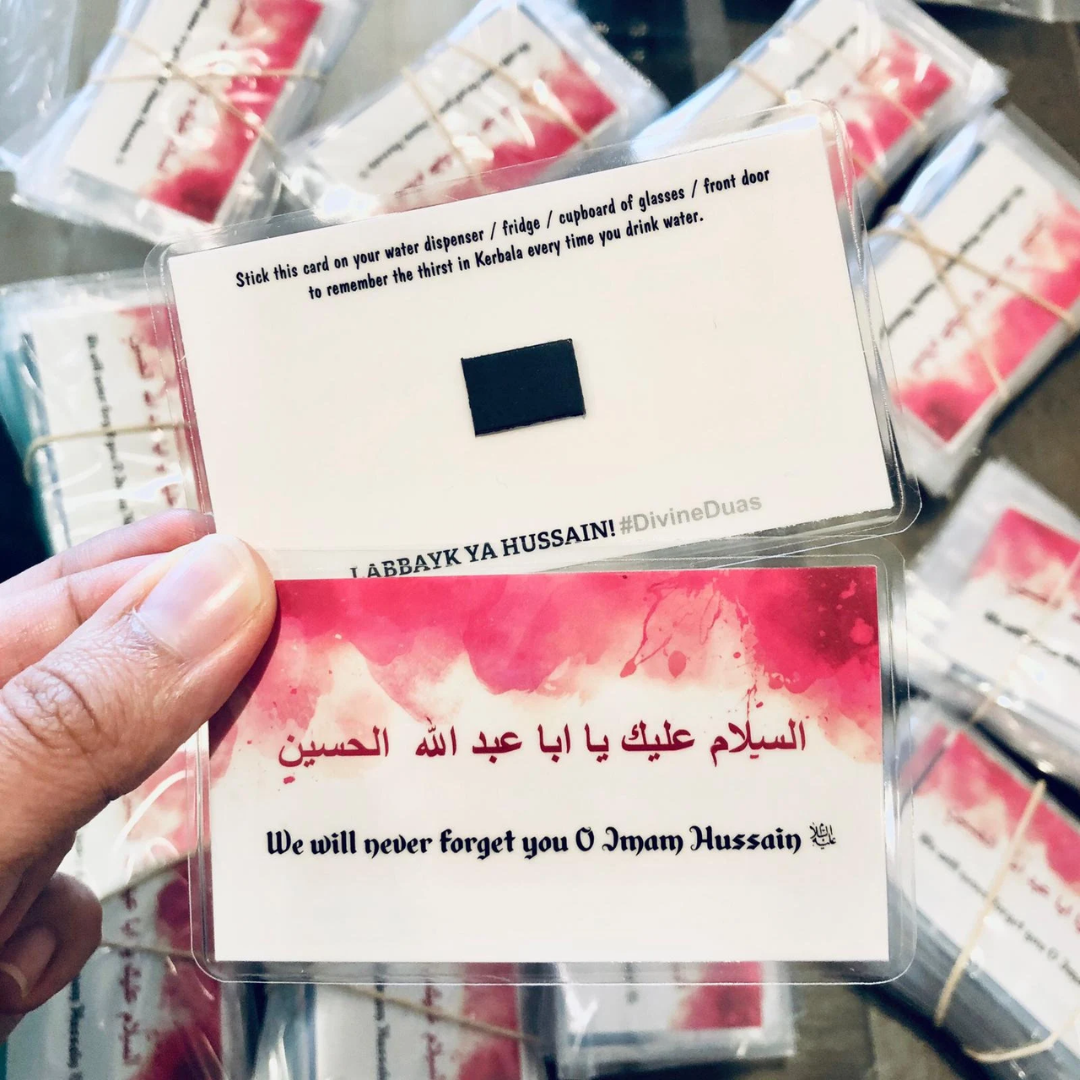 Stick this card on your water dispenser / fridge / cupboard of glasses / front door
to remember the thirst in Kerbala every time you drink water.
LABBAYK YA HUSSAIN! #DivineDuas
السلام عليك يا ابا عبد الله الحسين
We will never forget you O Imam Hussain